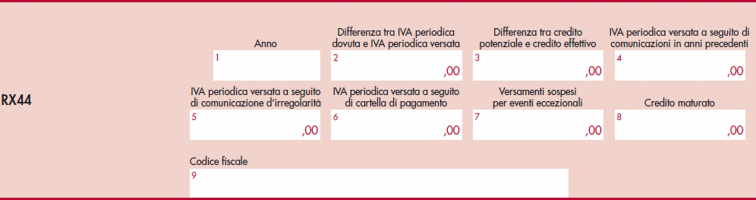 Differenza tra IVA periodica Differenza tra credito IVA periodica versata a seguito di
Anno dovuta e IVA periodica versata potenziale e credito effettivo comunicazioni in anni precedenti
1 2 3 4
,00 ,00 ,00
RX44 IVA periodica versata a seguito IVA periodica versata a seguito Versamenti sospesi
di comunicazione d'irregolarità di cartella di pagamento per eventi eccezionali Credito maturato
5 6 7 8
,00 ,00 ,00 ,00
Codice fiscale
9